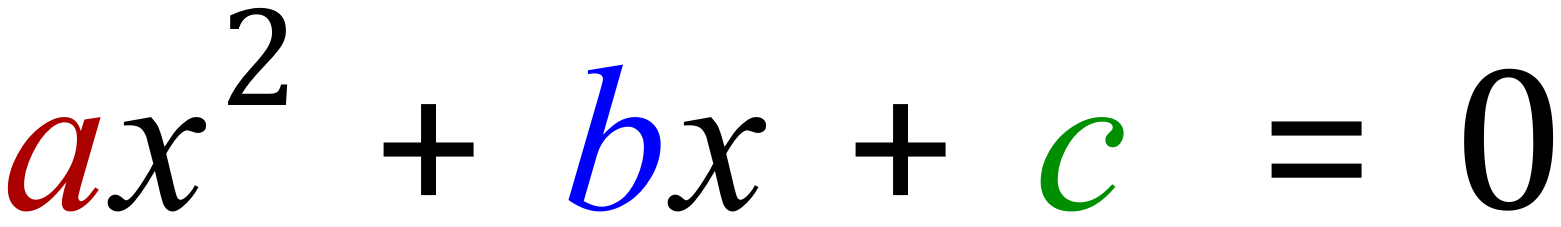 ax² + bx + c = 0